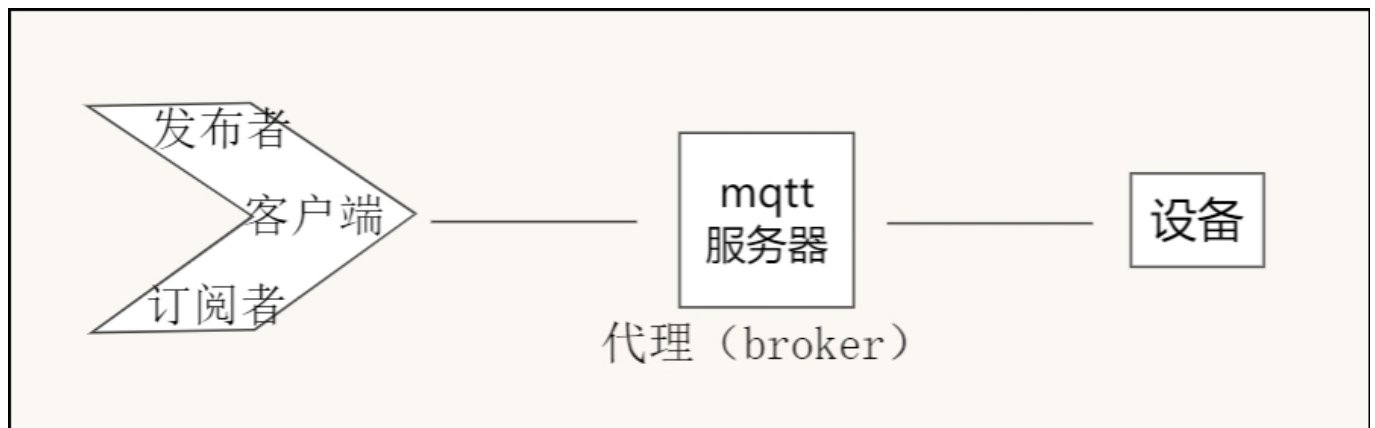 发布者
客户端
订阅者
mqtt
服务器
代理（broker）
设备